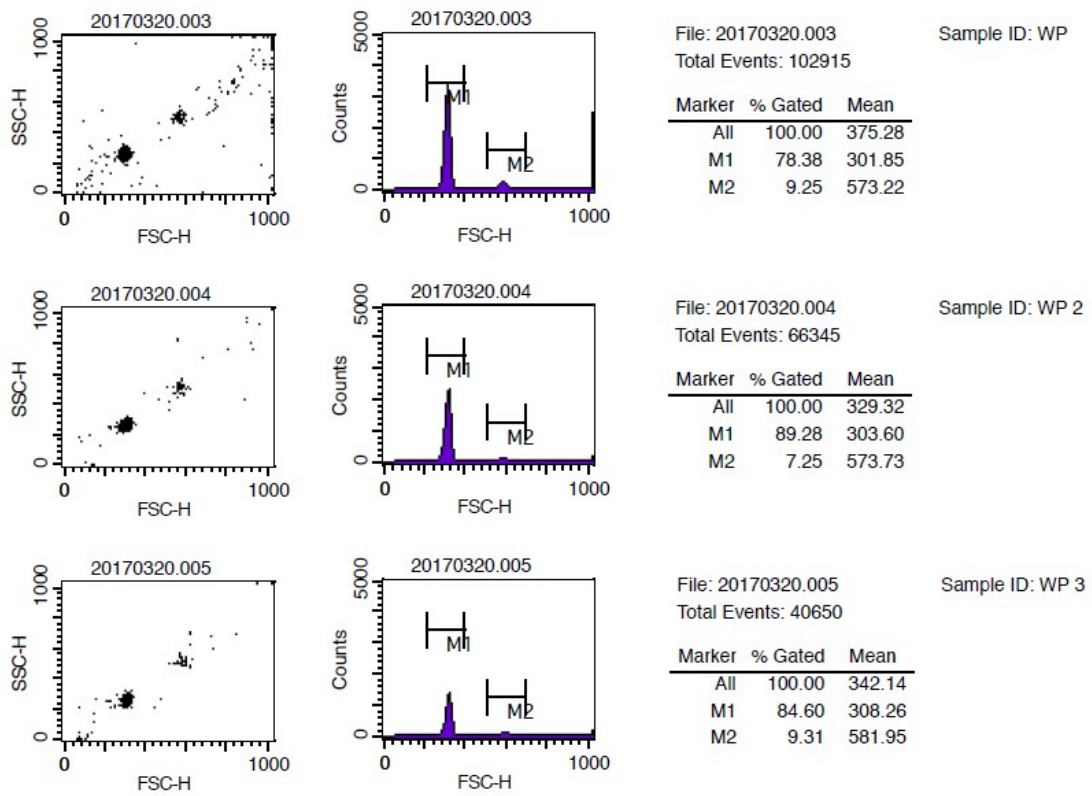 20170320.003
1000
SSC-H
0
0 1000
FSC-H
20170320.003
5000
Counts
0
M1
M2
0 1000
FSC-H
File: 20170320.003 Sample ID: WP
Total Events: 102915
Marker % Gated Mean
All 100.00 375.28
M1 78.38 301.85
M2 9.25 573.22
20170320.004
1000
SSC-H
0
0 1000
FSC-H
20170320.004
5000
Counts
0
M1
M2
0 1000
FSC-H
File: 20170320.004 Sample ID: WP 2
Total Events: 66345
Marker % Gated Mean
All 100.00 329.32
M1 89.28 303.60
M2 7.25 573.73
20170320.005
1000
SSC-H
0
0 1000
FSC-H
20170320.005
5000
Counts
0
M1
M2
0 1000
FSC-H
File: 20170320.005 Sample ID: WP 3
Total Events: 40650
Marker % Gated Mean
All 100.00 342.14
M1 84.60 308.26
M2 9.31 581.95